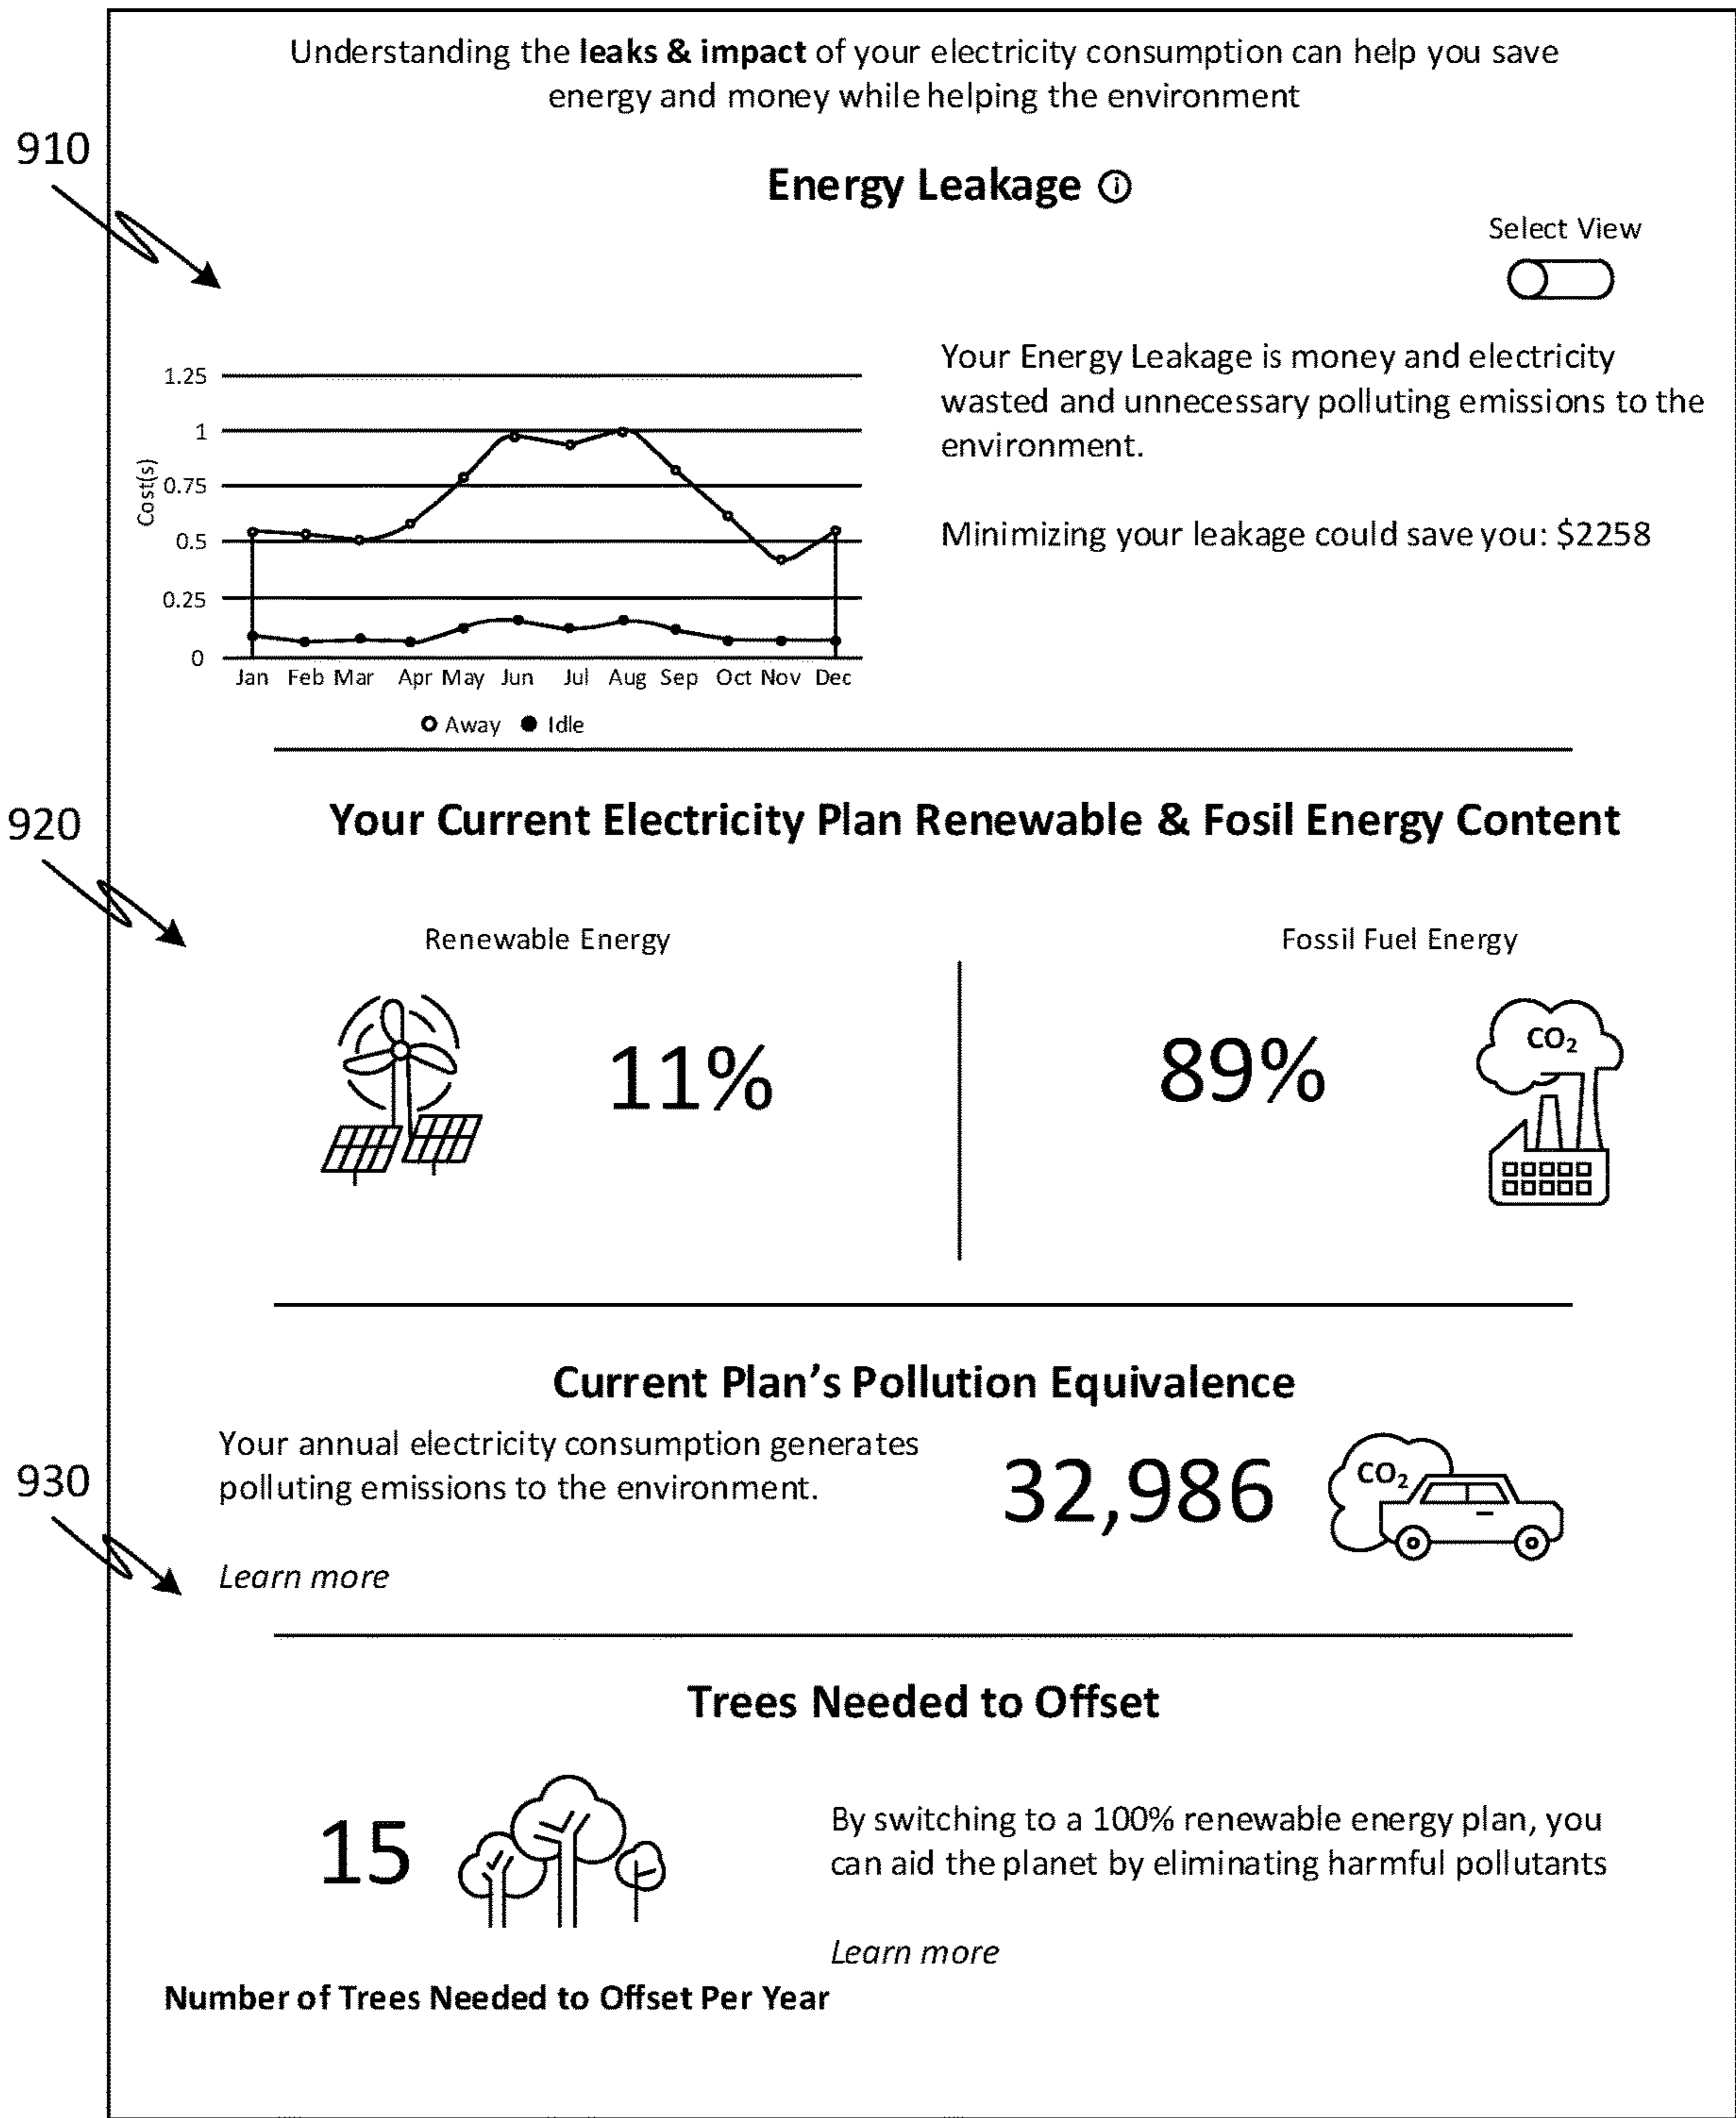 Understanding the leaks & impact of your electricity consumption can help you save
energy and money while helping the environment
910
Energy Leakage ⓘ
Select View
Your Energy Leakage is money and electricity
wasted and unnecessary polluting emissions to the
environment.
Minimizing your leakage could save you: $2258
Cost(s)
1.25
1
0.75
0.5
0.25
0
Jan Feb Mar Apr May Jun Jul Aug Sep Oct Nov Dec
Away Idle
920
Your Current Electricity Plan Renewable & Fosil Energy Content
Renewable Energy
Fossil Fuel Energy
11%
89%
CO₂
Current Plan’s Pollution Equivalence
Your annual electricity consumption generates
polluting emissions to the environment.
32,986
CO₂
930
Learn more
Trees Needed to Offset
15
By switching to a 100% renewable energy plan, you
can aid the planet by eliminating harmful pollutants
Learn more
Number of Trees Needed to Offset Per Year